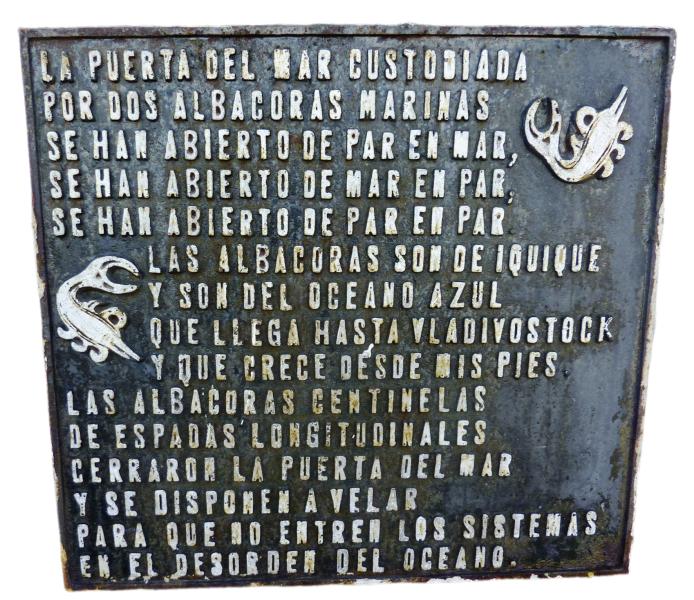 LA PUERTA DEL MAR CUSTODIADA
POR DOS ALBACORAS MARINAS
SE HAN ABIERTO DE PAR EN MAR,
SE HAN ABIERTO DE MAR EN PAR,
SE HAN ABIERTO DE PAR EN PAR.
LAS ALBACORAS SON DE IQUIQUE
Y SON DEL OCEANO AZUL
QUE LLEGA HASTA VLADIVOSTOCK
Y QUE CRECE DESDE MIS PIES.
LAS ALBACORAS CENTINELAS
DE ESPADAS LONGITUDINALES
CERRARON LA PUERTA DEL MAR
Y SE DISPONEN A VELAR
PARA QUE NO ENTREN LOS SISTEMAS
EN EL DESORDEN DEL OCEANO.